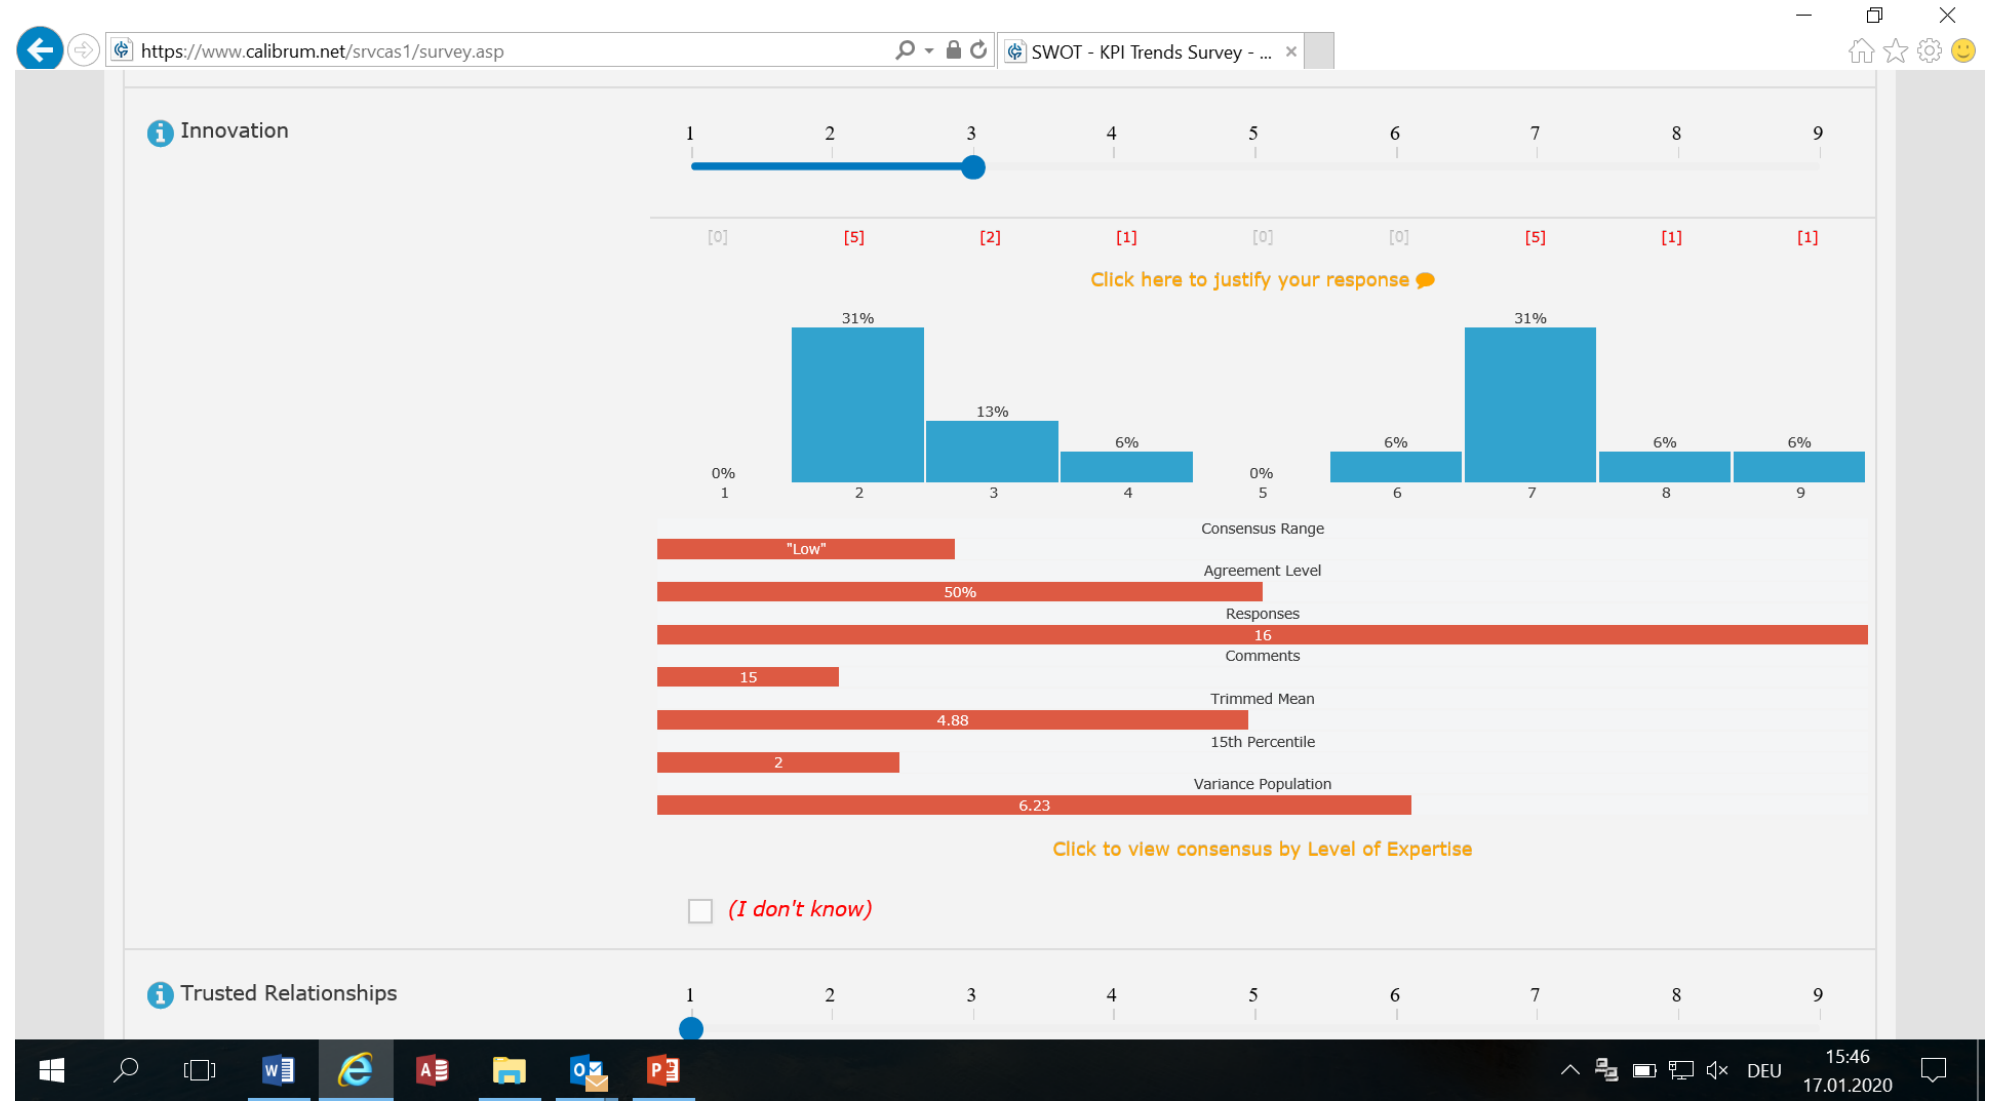 https://www.calibrum.net/srvcas1/survey.asp
SWOT - KPI Trends Survey - ...
Innovation
1 2 3 4 5 6 7 8 9
[0] [5] [2] [1] [0] [0] [5] [1] [1]
Click here to justify your response
31% 31%
13%
6% 6% 6% 6%
0% 0%
1 2 3 4 5 6 7 8 9
Consensus Range
"Low"
Agreement Level
50%
Responses
16
Comments
15
Trimmed Mean
4.88
15th Percentile
2
Variance Population
6.23
Click to view consensus by Level of Expertise
(I don't know)
Trusted Relationships
1 2 3 4 5 6 7 8 9
DEU
15:46
17.01.2020